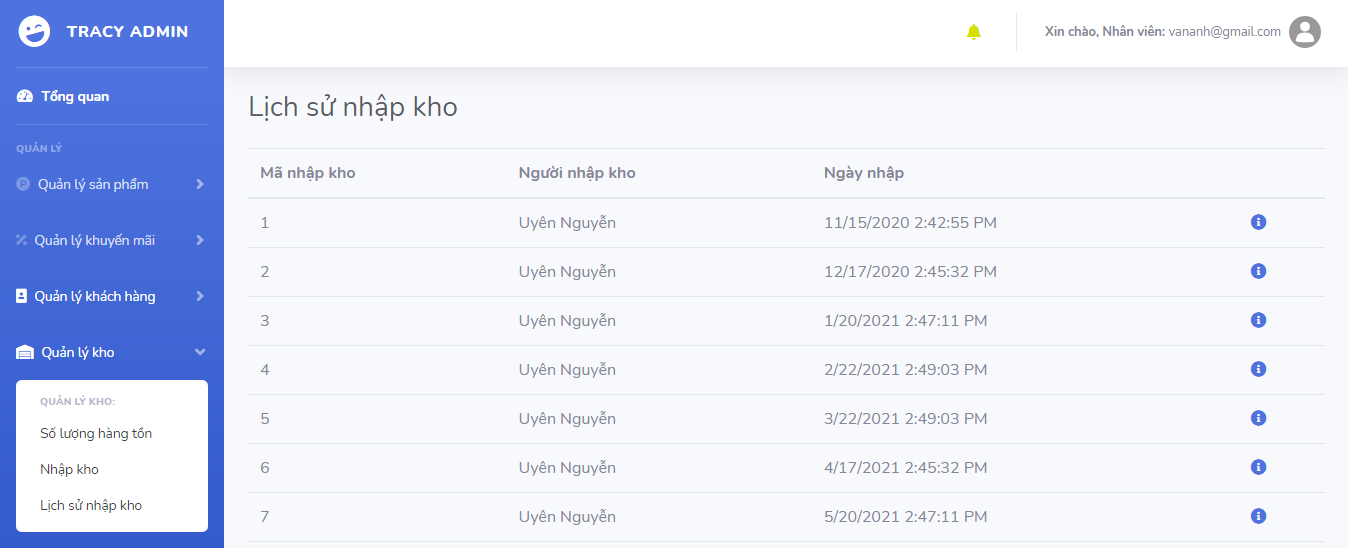 TRACY ADMIN
Xin chào, Nhân viên: vananh@gmail.com
Tổng quan
QUẢN LÝ
Quản lý sản phẩm
Quản lý khuyến mãi
Quản lý khách hàng
Quản lý kho
QUẢN LÝ KHO:
Số lượng hàng tồn
Nhập kho
Lịch sử nhập kho
Lịch sử nhập kho
Mã nhập kho Người nhập kho Ngày nhập
1 Uyên Nguyễn 11/15/2020 2:42:55 PM
2 Uyên Nguyễn 12/17/2020 2:45:32 PM
3 Uyên Nguyễn 1/20/2021 2:47:11 PM
4 Uyên Nguyễn 2/22/2021 2:49:03 PM
5 Uyên Nguyễn 3/22/2021 2:49:03 PM
6 Uyên Nguyễn 4/17/2021 2:45:32 PM
7 Uyên Nguyễn 5/20/2021 2:47:11 PM